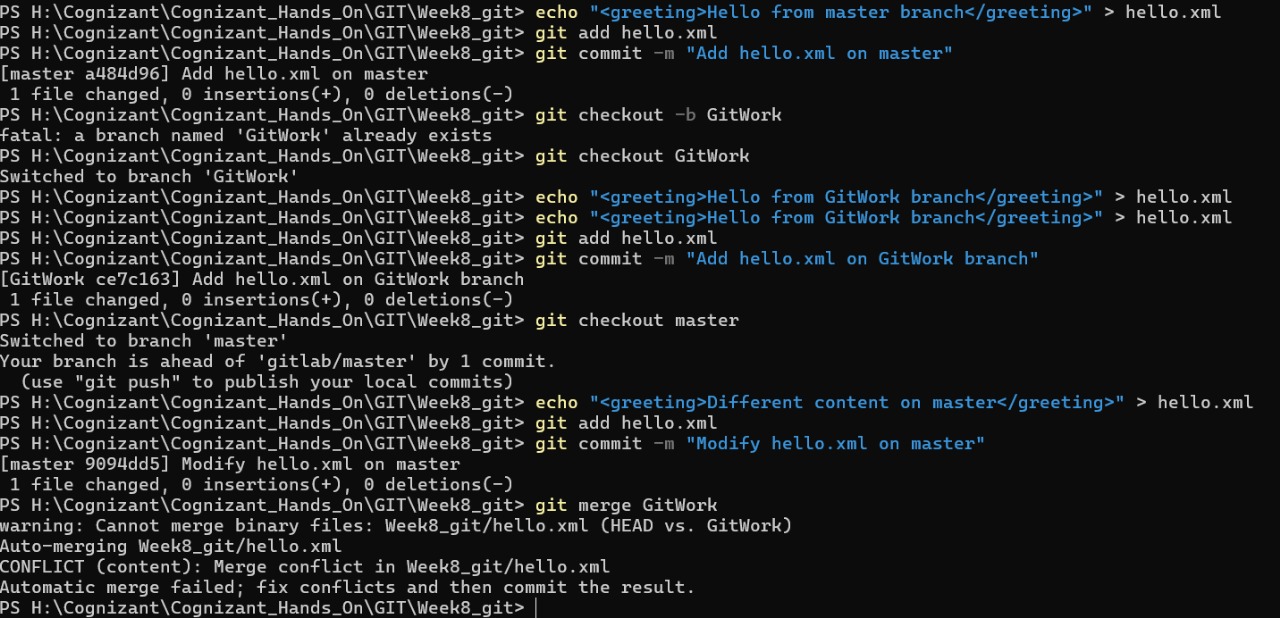 PS H:\Cognizant\Cognizant_Hands_On\GIT\Week8_git> echo "<greeting>Hello from master branch</greeting>" > hello.xml
PS H:\Cognizant\Cognizant_Hands_On\GIT\Week8_git> git add hello.xml
PS H:\Cognizant\Cognizant_Hands_On\GIT\Week8_git> git commit -m "Add hello.xml on master"
[master a484d96] Add hello.xml on master
 1 file changed, 0 insertions(+), 0 deletions(-)
PS H:\Cognizant\Cognizant_Hands_On\GIT\Week8_git> git checkout -b GitWork
fatal: a branch named 'GitWork' already exists
PS H:\Cognizant\Cognizant_Hands_On\GIT\Week8_git> git checkout GitWork
Switched to branch 'GitWork'
PS H:\Cognizant\Cognizant_Hands_On\GIT\Week8_git> echo "<greeting>Hello from GitWork branch</greeting>" > hello.xml
PS H:\Cognizant\Cognizant_Hands_On\GIT\Week8_git> echo "<greeting>Hello from GitWork branch</greeting>" > hello.xml
PS H:\Cognizant\Cognizant_Hands_On\GIT\Week8_git> git add hello.xml
PS H:\Cognizant\Cognizant_Hands_On\GIT\Week8_git> git commit -m "Add hello.xml on GitWork branch"
[GitWork ce7c163] Add hello.xml on GitWork branch
 1 file changed, 0 insertions(+), 0 deletions(-)
PS H:\Cognizant\Cognizant_Hands_On\GIT\Week8_git> git checkout master
Switched to branch 'master'
Your branch is ahead of 'gitlab/master' by 1 commit.
  (use "git push" to publish your local commits)
PS H:\Cognizant\Cognizant_Hands_On\GIT\Week8_git> echo "<greeting>Different content on master</greeting>" > hello.xml
PS H:\Cognizant\Cognizant_Hands_On\GIT\Week8_git> git add hello.xml
PS H:\Cognizant\Cognizant_Hands_On\GIT\Week8_git> git commit -m "Modify hello.xml on master"
[master 9094dd5] Modify hello.xml on master
 1 file changed, 0 insertions(+), 0 deletions(-)
PS H:\Cognizant\Cognizant_Hands_On\GIT\Week8_git> git merge GitWork
warning: Cannot merge binary files: Week8_git/hello.xml (HEAD vs. GitWork)
Auto-merging Week8_git/hello.xml
CONFLICT (content): Merge conflict in Week8_git/hello.xml
Automatic merge failed; fix conflicts and then commit the result.
PS H:\Cognizant\Cognizant_Hands_On\GIT\Week8_git>